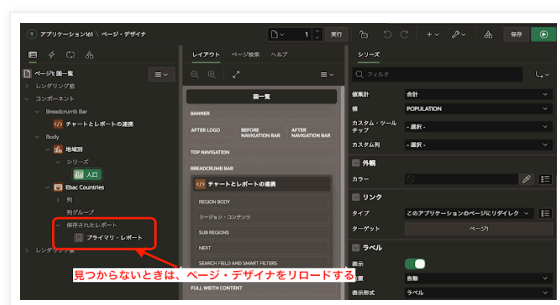 アプリケーション161 \ ページ・デザイナ
1
実行
保存
レイアウト
ページ検索
ヘルプ
シリーズ
ページ1: 国一覧
フィルタ
レンダリング前
コンポーネント
Breadcrumb Bar
チャートとレポートの連携
Body
地域別
シリーズ
人口
Ebac Countries
列
列グループ
保存されたレポート
プライマリ・レポート
国一覧
BANNER
AFTER LOGO
BEFORE NAVIGATION BAR
AFTER NAVIGATION BAR
TOP NAVIGATION
BREADCRUMB BAR
チャートとレポートの連携
REGION BODY
リージョン・コンテンツ
SUB REGIONS
NEXT
SEARCH FIELD AND SMART FILTERS
FULL WIDTH CONTENT
値集計
合計
値
POPULATION
カスタム・ツールチップ
- 選択 -
カスタム列
- 選択 -
外観
カラー
リンク
タイプ
このアプリケーションのページにリダイレク
ターゲット
ページ1
ラベル
表示
自動
表示形式
ラベル
見つからないときは、ページ・デザイナをリロードする